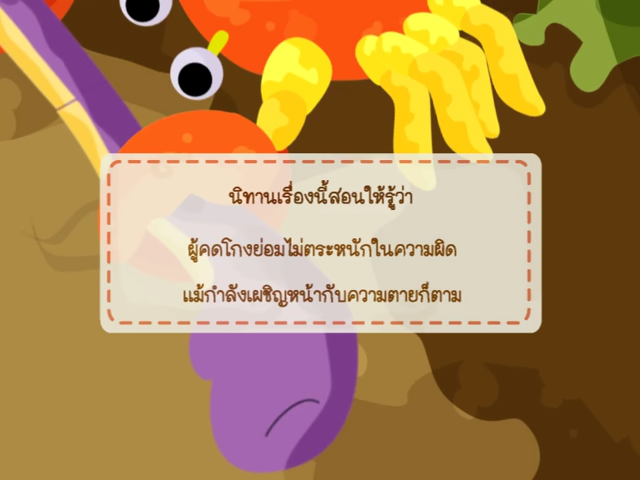 นิทานเรื่องนี้สอนให้รู้ว่า
ผู้คดโกงย่อมไม่ตระหนักในความผิด
แม้กำลังเผชิญหน้ากับความตายก็ตาม